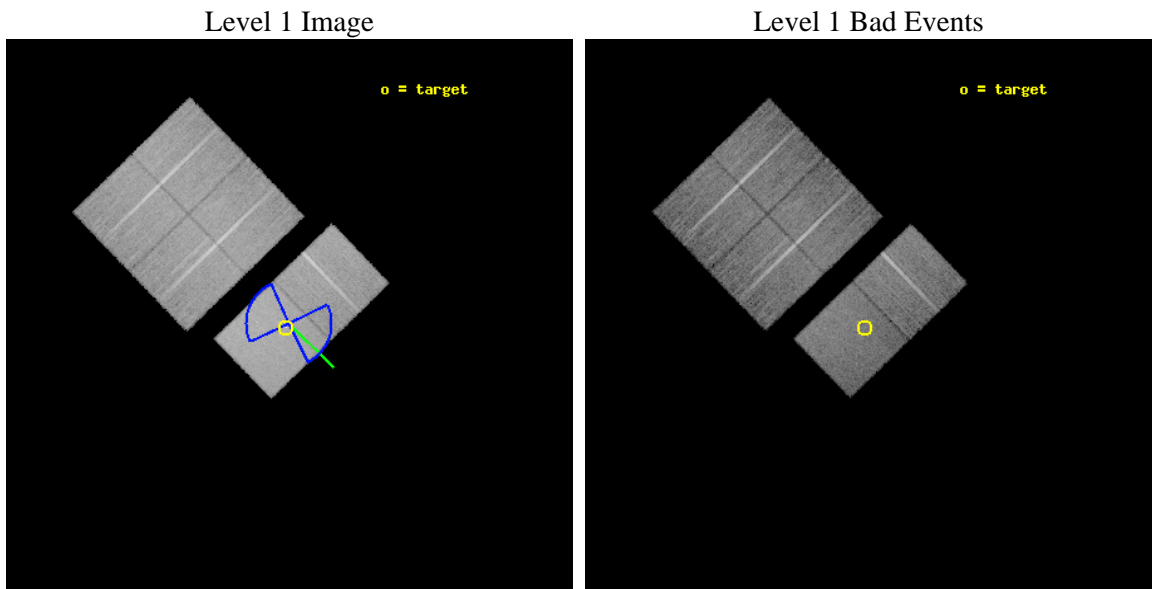 Level 1 Image
Level 1 Bad Events
o = target
o = target